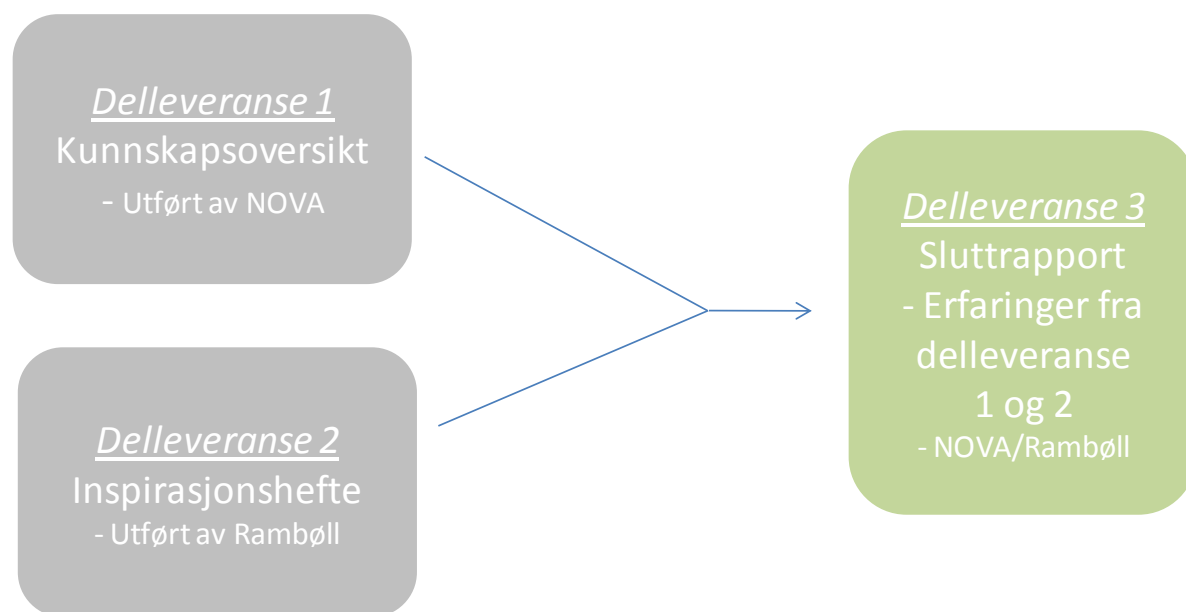 Delleveranse 1
Kunnskapsoversikt
- Utført av NOVA
Delleveranse 2
Inspirasjonshefte
- Utført av Rambøll
Delleveranse 3
Sluttrapport
- Erfaringer fra
delleveranse
1 og 2
- NOVA/Rambøll